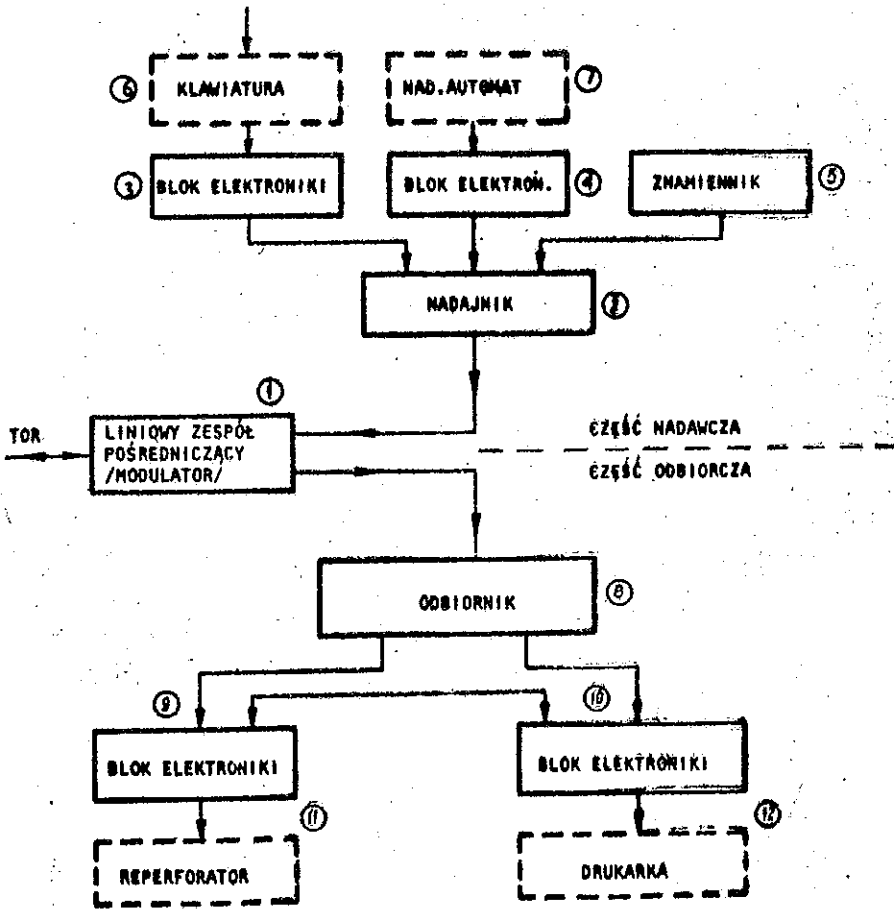 6 KLAWIATURA
NAD.AUTOMAT 7
3 BLOK ELEKTRONIKI
BLOK ELEKTROŃ. 4
ZNAMIENNIK 5
NADAJNIK 2
1
TOR
LINIOWY ZESPÓŁ
POŚREDNICZĄCY
/MODULATOR/
CZĘŚĆ NADAWCZA
CZĘŚĆ ODBIORCZA
ODBIORNIK 8
9
BLOK ELEKTRONIKI
10
BLOK ELEKTRONIKI
11
REPERFORATOR
12
DRUKARKA